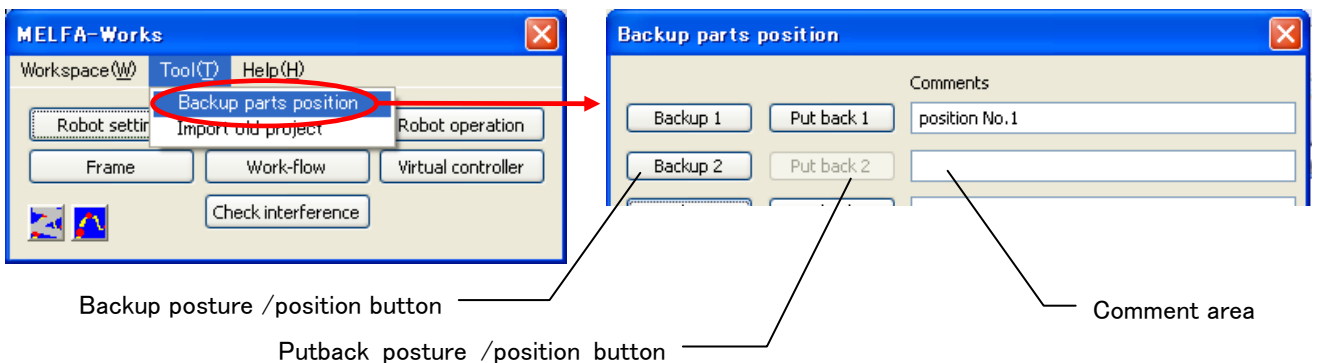 MELFA-Works
Workspace(W) Tool(T) Help(H)
Backup parts position
Import old project
Robot settin
Robot operation
Frame
Work-flow
Virtual controller
Check interference
Backup parts position
Comments
Backup 1
Put back 1
position No.1
Backup 2
Put back 2
Backup posture /position button
Putback posture /position button
Comment area